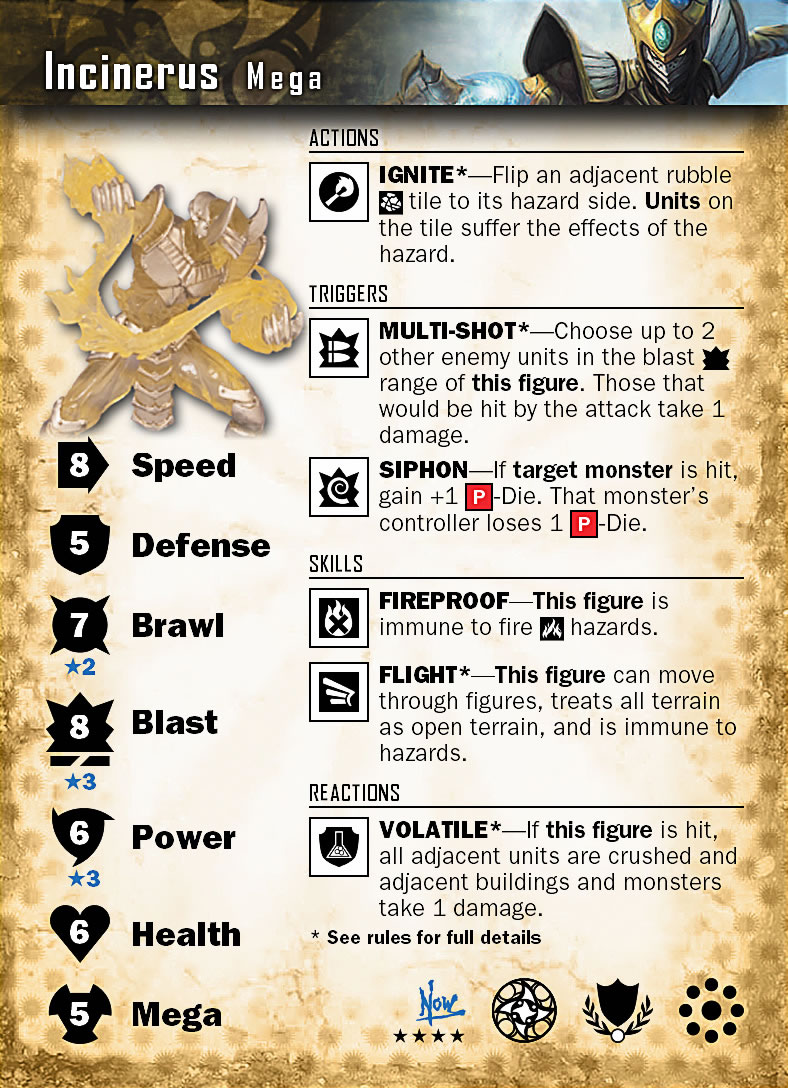 Incinerus Mega
ACTIONS
IGNITE*—Flip an adjacent rubble
tile to its hazard side. Units on
the tile suffer the effects of the
hazard.
TRIGGERS
MULTI-SHOT*—Choose up to 2
other enemy units in the blast
range of this figure. Those that
would be hit by the attack take 1
damage.
SIPHON—If target monster is hit,
gain +1 P-Die. That monster's
controller loses 1 P-Die.
SKILLS
FIREPROOF—This figure is
immune to fire hazards.
FLIGHT*—This figure can move
through figures, treats all terrain
as open terrain, and is immune to
hazards.
REACTIONS
VOLATILE*—If this figure is hit,
all adjacent units are crushed and
adjacent buildings and monsters
take 1 damage.
* See rules for full details
8 Speed
5 Defense
7 Brawl
★2
8 Blast
★3
6 Power
★3
6 Health
5 Mega
Now
★★★★